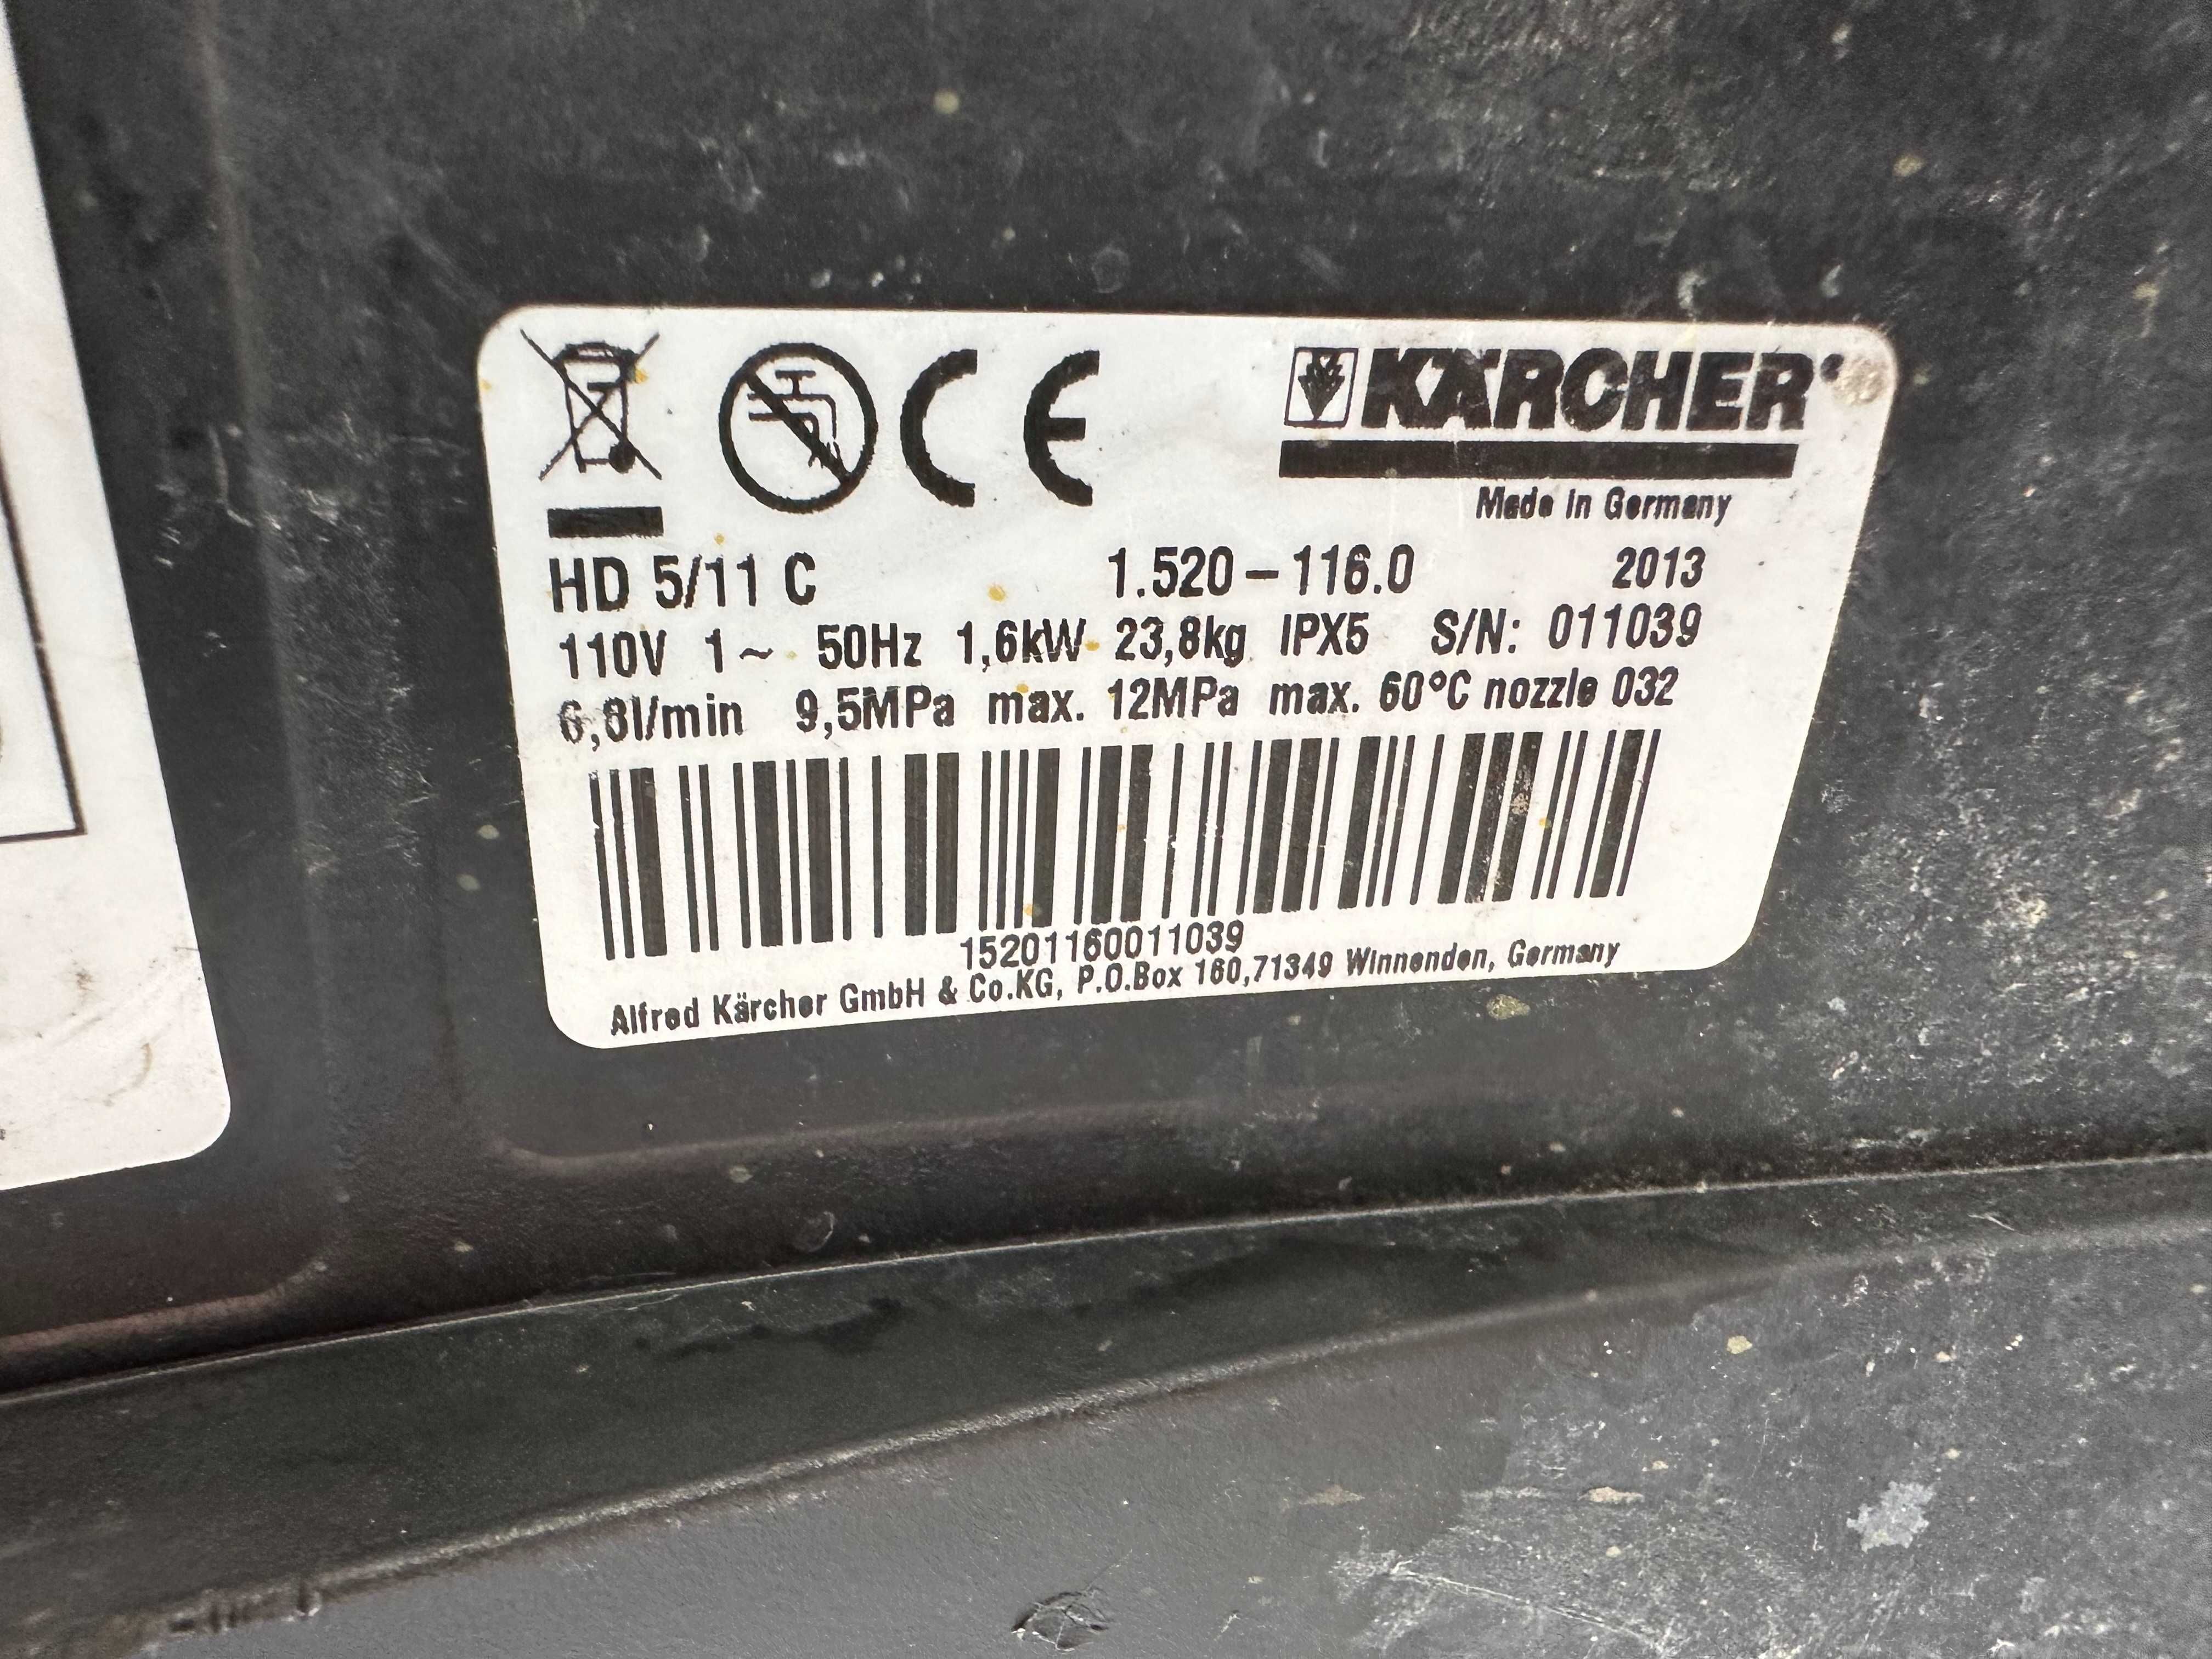 KÄRCHER
Made in Germany
HD 5/11 C 1.520-116.0 2013
110V 1~ 50Hz 1,6kW 23,8kg IPX5 S/N: 011039
6,8l/min 9,5MPa max. 12MPa max. 60°C nozzle 032
15201160011039
Alfred Kärcher GmbH & Co.KG, P.O.Box 160,71349 Winnenden, Germany